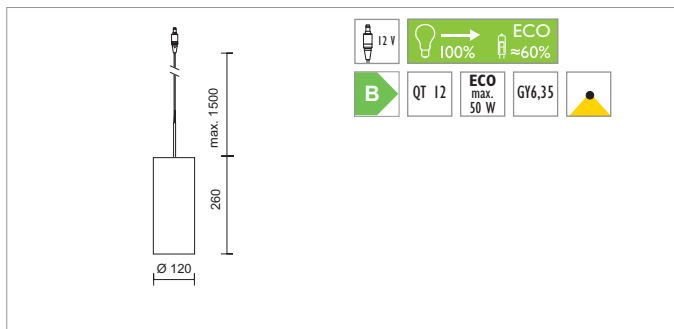 max. 1500
260
Ø 120
12 V
100%
ECO
≈60%
B
QT 12
ECO
max.
50 W
GY6,35